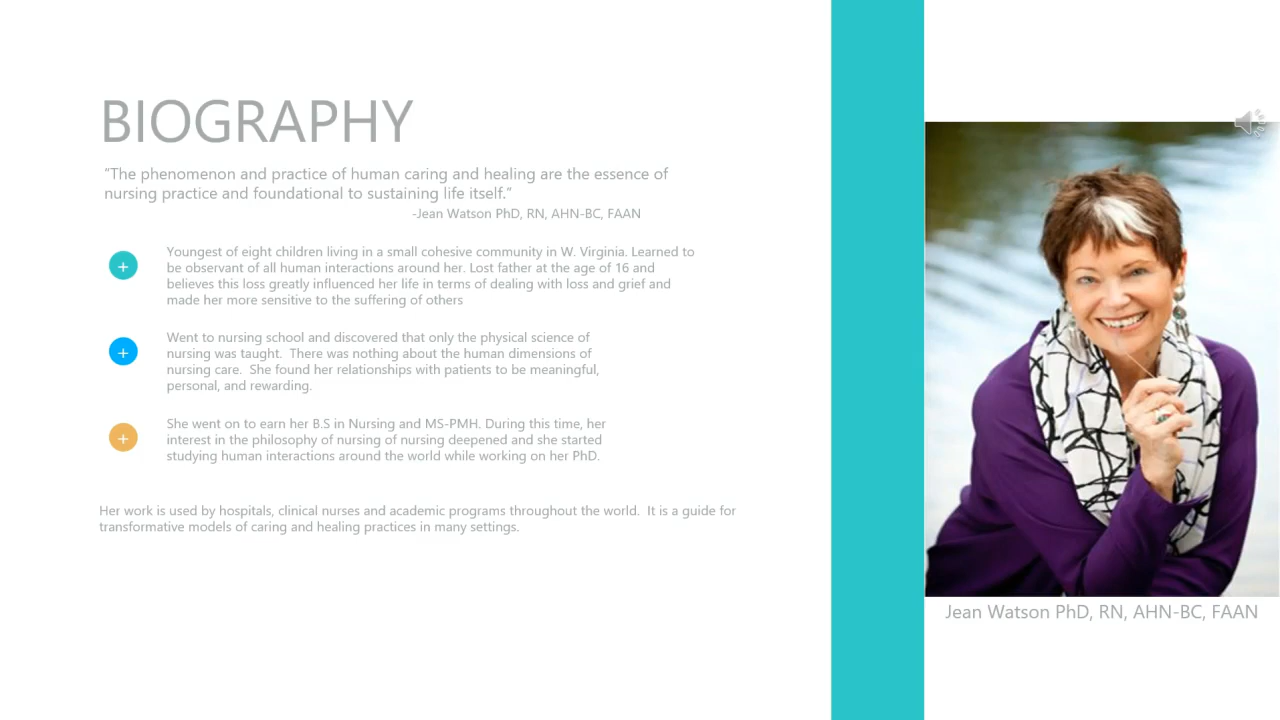 BIOGRAPHY
"The phenomenon and practice of human caring and healing are the essence of
nursing practice and foundational to sustaining life itself."
-Jean Watson PhD, RN, AHN-BC, FAAN
+
Youngest of eight children living in a small cohesive community in W. Virginia. Learned to
be observant of all human interactions around her. Lost father at the age of 16 and
believes this loss greatly influenced her life in terms of dealing with loss and grief and
made her more sensitive to the suffering of others
+
Went to nursing school and discovered that only the physical science of
nursing was taught.  There was nothing about the human dimensions of
nursing care.  She found her relationships with patients to be meaningful,
personal, and rewarding.
+
She went on to earn her B.S in Nursing and MS-PMH. During this time, her
interest in the philosophy of nursing of nursing deepened and she started
studying human interactions around the world while working on her PhD.
Her work is used by hospitals, clinical nurses and academic programs throughout the world.  It is a guide for
transformative models of caring and healing practices in many settings.
Jean Watson PhD, RN, AHN-BC, FAAN